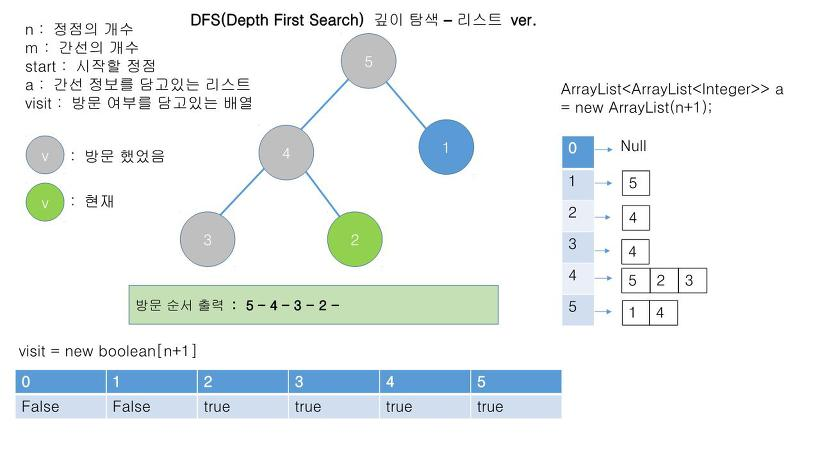 DFS(Depth First Search) 깊이 탐색 – 리스트 ver.
n : 정점의 개수
m : 간선의 개수
start : 시작할 정점
a : 간선 정보를 담고있는 리스트
visit : 방문 여부를 담고있는 배열
v : 방문 했었음
v : 현재
5
4
1
3
2
방문 순서 출력 : 5 – 4 – 3 – 2 –
ArrayList<ArrayList<Integer>> a
= new ArrayList(n+1);
0 Null
1 5
2 4
3 4
4 5 2 3
5 1 4
visit = new boolean[n+1]
0 1 2 3 4 5
False False true true true true